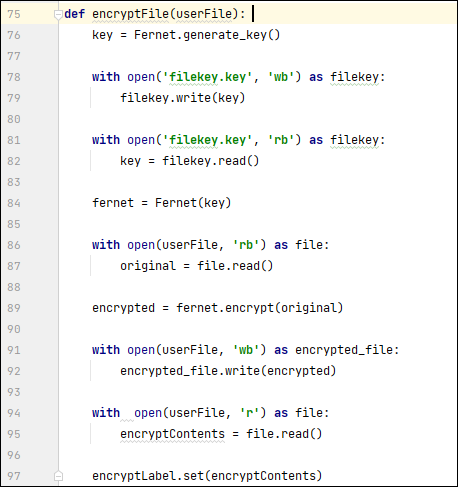 75 def encryptFile(userFile):
76     key = Fernet.generate_key()
77
78     with open('filekey.key', 'wb') as filekey:
79         filekey.write(key)
80
81     with open('filekey.key', 'rb') as filekey:
82         key = filekey.read()
83
84     fernet = Fernet(key)
85
86     with open(userFile, 'rb') as file:
87         original = file.read()
88
89     encrypted = fernet.encrypt(original)
90
91     with open(userFile, 'wb') as encrypted_file:
92         encrypted_file.write(encrypted)
93
94     with  open(userFile, 'r') as file:
95         encryptContents = file.read()
96
97     encryptLabel.set(encryptContents)